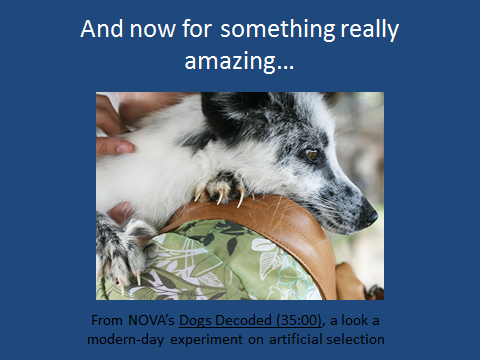 And now for something really
amazing...
From NOVA's Dogs Decoded (35:00), a look a
modern-day experiment on artificial selection